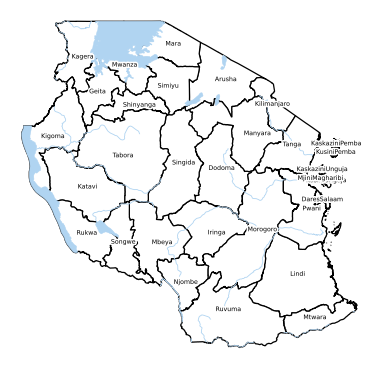 Mara
Kagera
Mwanza
Arusha
Simiyu
Geita
Shinyanga
Kilimanjaro
Manyara
Kigoma
Tanga
KaskaziniPemba
KusiniPemba
Tabora
Singida
Dodoma
KaskaziniUnguja
MjiniMagharibi
Katavi
DaresSalaam
Pwani
Rukwa
Songwe
Mbeya
Iringa
Morogoro
Lindi
Njombe
Ruvuma
Mtwara